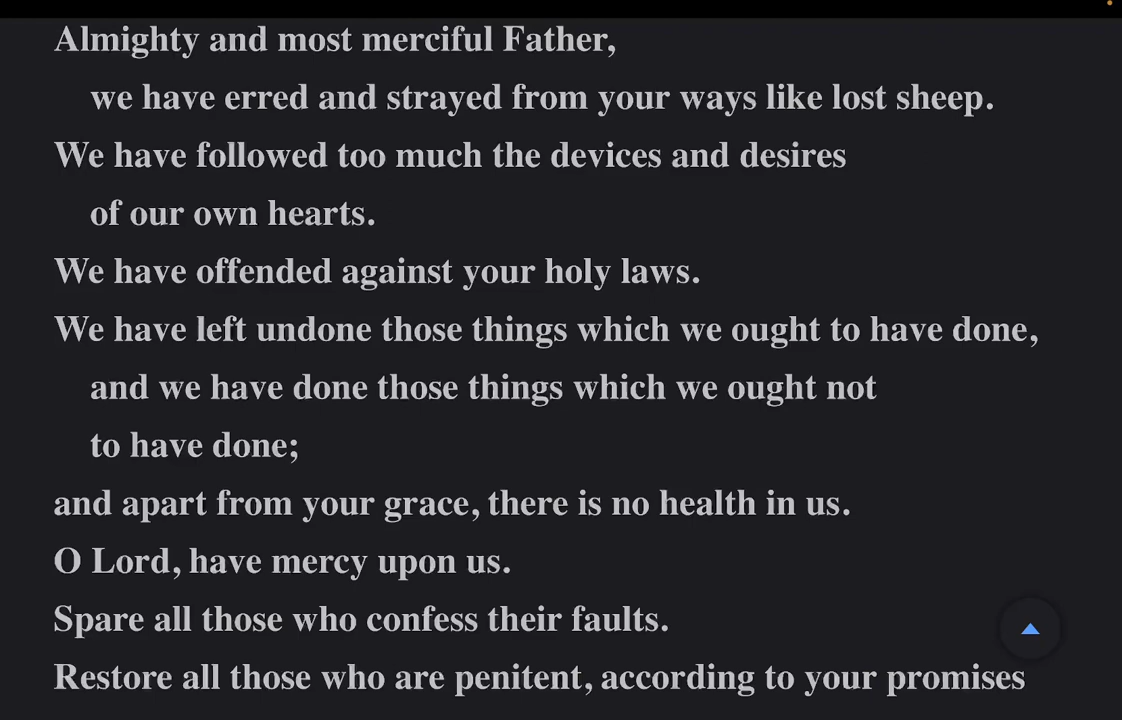 Almighty and most merciful Father,
we have erred and strayed from your ways like lost sheep.
We have followed too much the devices and desires
of our own hearts.
We have offended against your holy laws.
We have left undone those things which we ought to have done,
and we have done those things which we ought not
to have done;
and apart from your grace, there is no health in us.
O Lord, have mercy upon us.
Spare all those who confess their faults.
Restore all those who are penitent, according to your promises